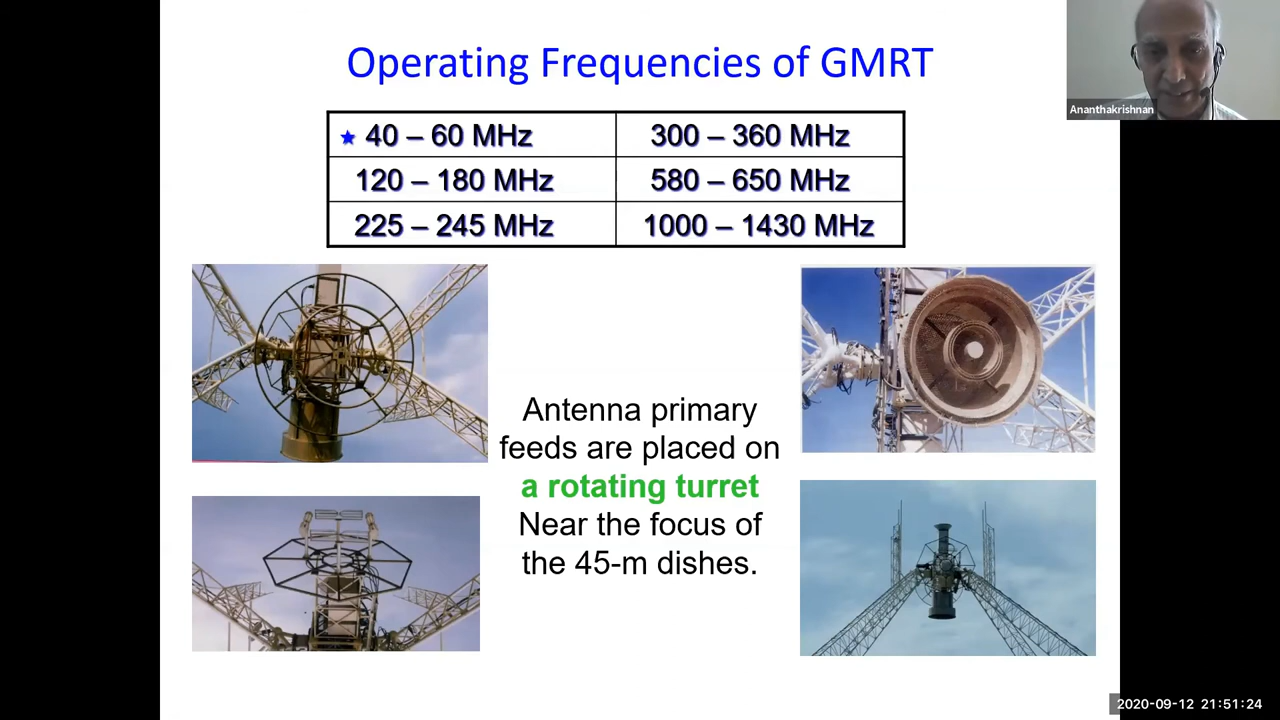 Operating Frequencies of GMRT
40 – 60 MHz 300 – 360 MHz
120 – 180 MHz 580 – 650 MHz
225 – 245 MHz 1000 – 1430 MHz
Antenna primary
feeds are placed on
a rotating turret
Near the focus of
the 45-m dishes.
Ananthakrishnan
2020-09-12 21:51:24